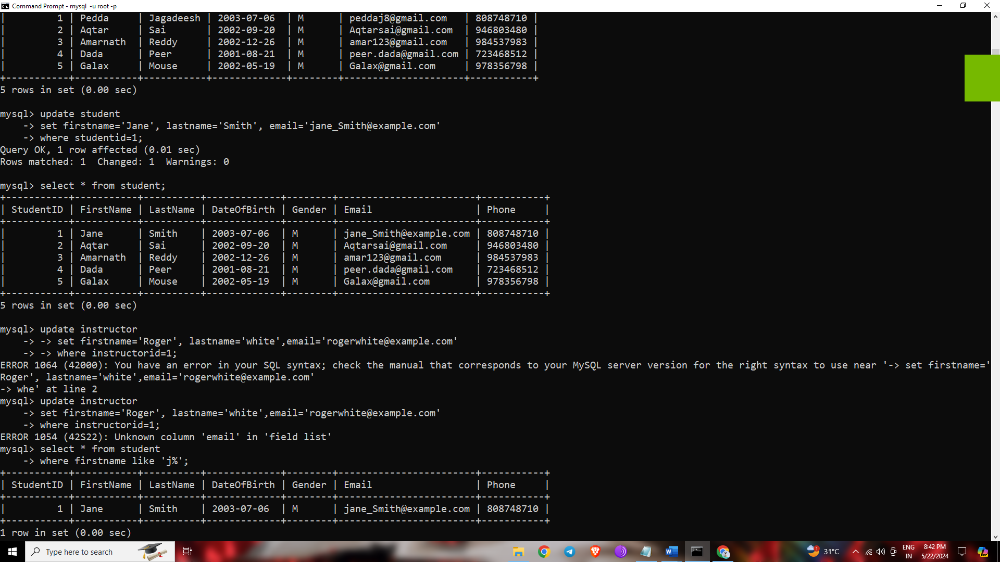 Command Prompt - mysql  -u root -p
|         1 | Pedda     | Jagadeesh | 2003-07-06  | M      | peddaj8@gmail.com   | 808748710 |
|         2 | Aqtar     | Sai       | 2002-09-20  | M      | Aqtarsai@gmail.com  | 946803480 |
|         3 | Amarnath  | Reddy     | 2002-12-26  | M      | amar123@gmail.com   | 984537983 |
|         4 | Dada      | Peer      | 2001-08-21  | M      | peer.dada@gmail.com | 723468512 |
|         5 | Galax     | Mouse     | 2002-05-19  | M      | Galax@gmail.com     | 978356798 |
+-----------+-----------+-----------+-------------+--------+---------------------+-----------+
5 rows in set (0.00 sec)
mysql> update student
    -> set firstname='Jane', lastname='Smith', email='jane_Smith@example.com'
    -> where studentid=1;
Query OK, 1 row affected (0.01 sec)
Rows matched: 1  Changed: 1  Warnings: 0
mysql> select * from student;
+-----------+-----------+----------+-------------+--------+------------------------+-----------+
| StudentID | FirstName | LastName | DateOfBirth | Gender | Email                  | Phone     |
+-----------+-----------+----------+-------------+--------+------------------------+-----------+
|         1 | Jane      | Smith    | 2003-07-06  | M      | jane_Smith@example.com | 808748710 |
|         2 | Aqtar     | Sai      | 2002-09-20  | M      | Aqtarsai@gmail.com     | 946803480 |
|         3 | Amarnath  | Reddy    | 2002-12-26  | M      | amar123@gmail.com      | 984537983 |
|         4 | Dada      | Peer     | 2001-08-21  | M      | peer.dada@gmail.com    | 723468512 |
|         5 | Galax     | Mouse    | 2002-05-19  | M      | Galax@gmail.com        | 978356798 |
+-----------+-----------+----------+-------------+--------+------------------------+-----------+
5 rows in set (0.00 sec)
mysql> update instructor
    -> -> set firstname='Roger', lastname='white',email='rogerwhite@example.com'
    -> -> where instructorid=1;
ERROR 1064 (42000): You have an error in your SQL syntax; check the manual that corresponds to your MySQL server version for the right syntax to use near '-> set firstname='
Roger', lastname='white',email='rogerwhite@example.com'
-> whe' at line 2
mysql> update instructor
    -> set firstname='Roger', lastname='white',email='rogerwhite@example.com'
    -> where instructorid=1;
ERROR 1054 (42S22): Unknown column 'email' in 'field list'
mysql> select * from student
    -> where firstname like 'j%';
+-----------+-----------+----------+-------------+--------+------------------------+-----------+
| StudentID | FirstName | LastName | DateOfBirth | Gender | Email                  | Phone     |
+-----------+-----------+----------+-------------+--------+------------------------+-----------+
|         1 | Jane      | Smith    | 2003-07-06  | M      | jane_Smith@example.com | 808748710 |
+-----------+-----------+----------+-------------+--------+------------------------+-----------+
1 row in set (0.00 sec)
Type here to search
31°C
ENG
IN
8:42 PM
5/22/2024